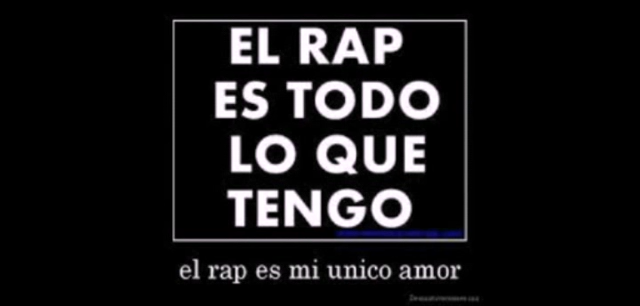 EL RAP
ES TODO
LO QUE
TENGO
el rap es mi unico amor